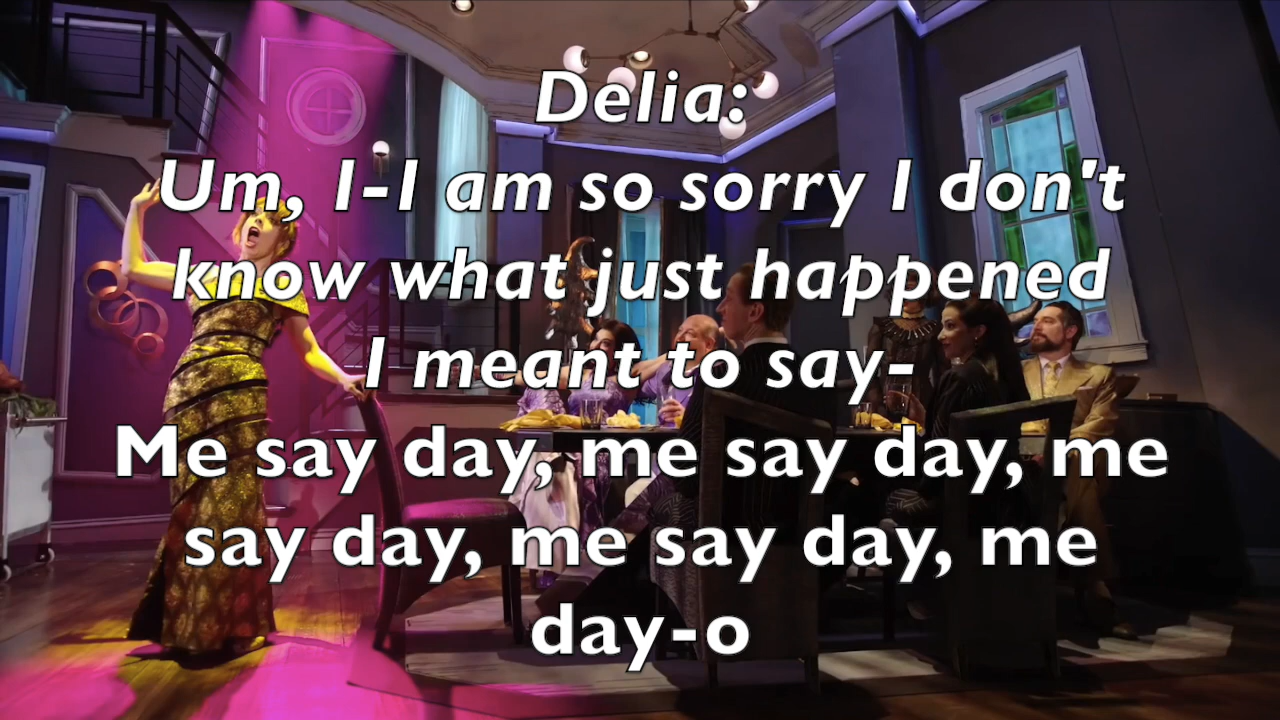 Delia:
Um, I-I am so sorry I don't
know what just happened
I meant to say-
Me say day, me say day, me
say day, me say day, me
day-o